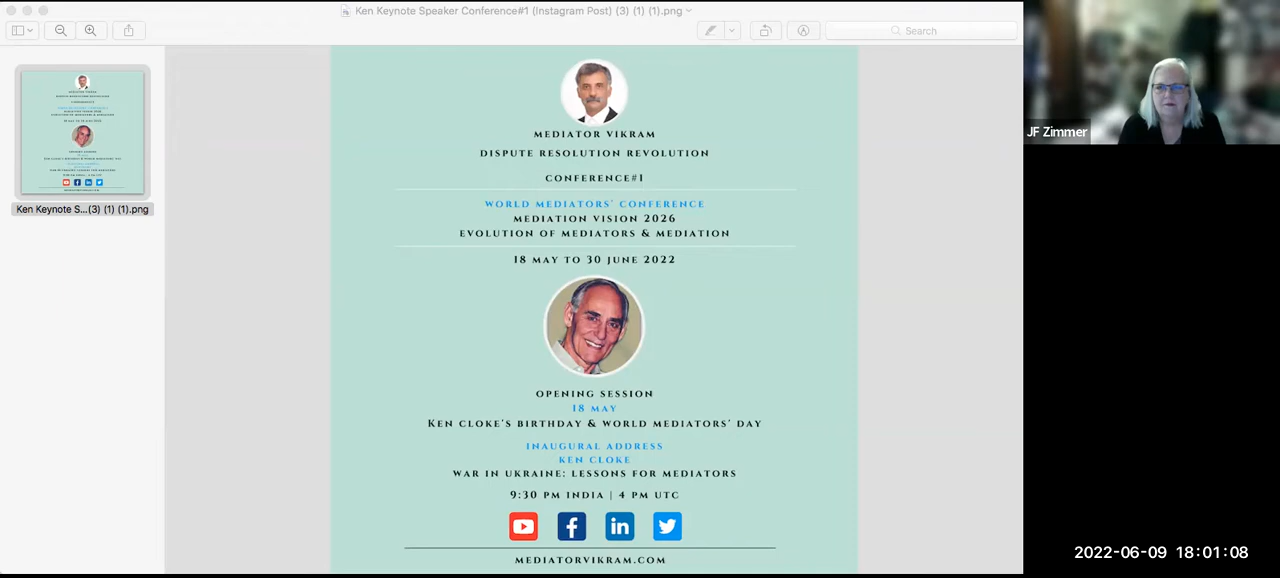 Ken Keynote Speaker Conference#1 (Instagram Post) (3) (1) (1).png
Search
Ken Keynote S...(3) (1) (1).png
MEDIATOR VIKRAM
DISPUTE RESOLUTION REVOLUTION
CONFERENCE#1
WORLD MEDIATORS' CONFERENCE
MEDIATION VISION 2026
EVOLUTION OF MEDIATORS & MEDIATION
18 MAY TO 30 JUNE 2022
OPENING SESSION
18 MAY
KEN CLOKE'S BIRTHDAY & WORLD MEDIATORS' DAY
INAUGURAL ADDRESS
KEN CLOKE
WAR IN UKRAINE: LESSONS FOR MEDIATORS
9:30 PM INDIA | 4 PM UTC
in
MEDIATORVIKRAM.COM
JF Zimmer
2022-06-09 18:01:08